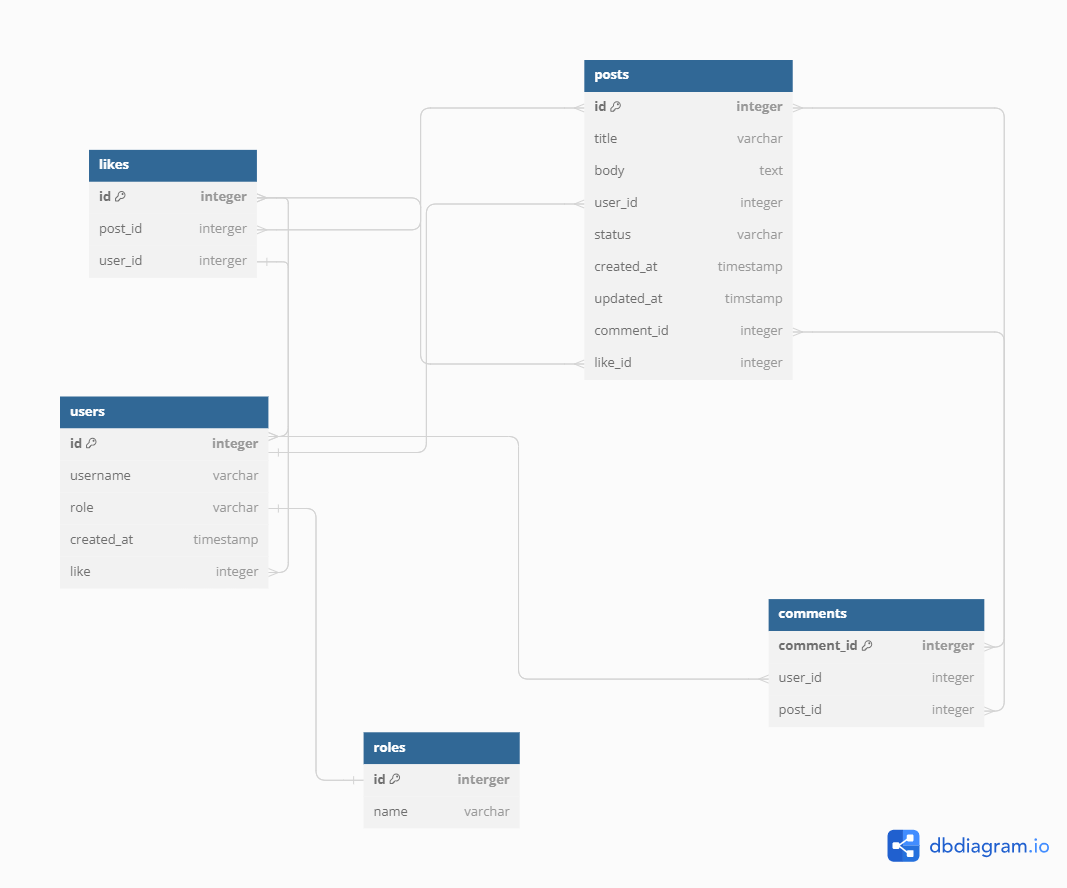 posts
id integer
title varchar
body text
user_id integer
status varchar
created_at timestamp
updated_at timstamp
comment_id integer
like_id integer
likes
id integer
post_id interger
user_id interger
users
id integer
username varchar
role varchar
created_at timestamp
like integer
comments
comment_id interger
user_id integer
post_id integer
roles
id interger
name varchar
dbdiagram.io